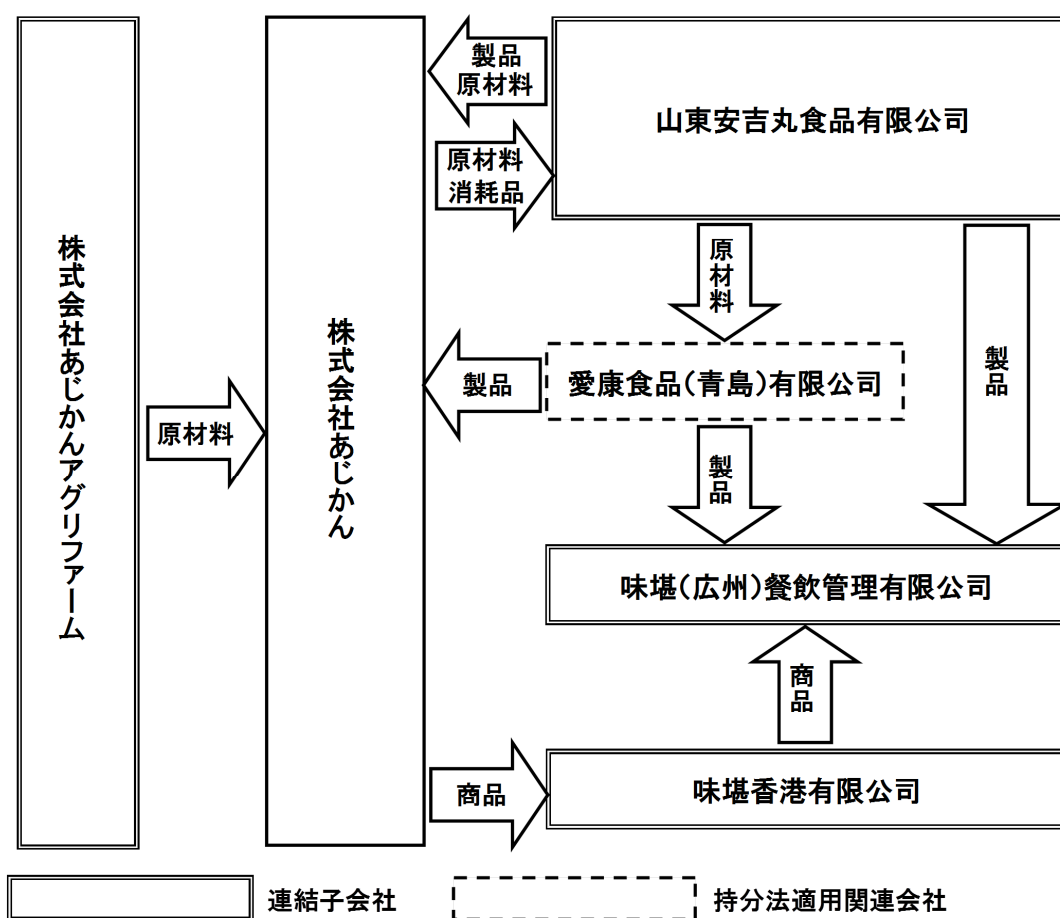 株式会社あじかんアグリファーム
原材料
株式会社あじかん
製品
原材料
原材料
消耗品
山東安吉丸食品有限公司
原材料
製品
製品
愛康食品(青島)有限公司
製品
味堪(広州)餐飲管理有限公司
商品
商品
味堪香港有限公司
連結子会社
持分法適用関連会社